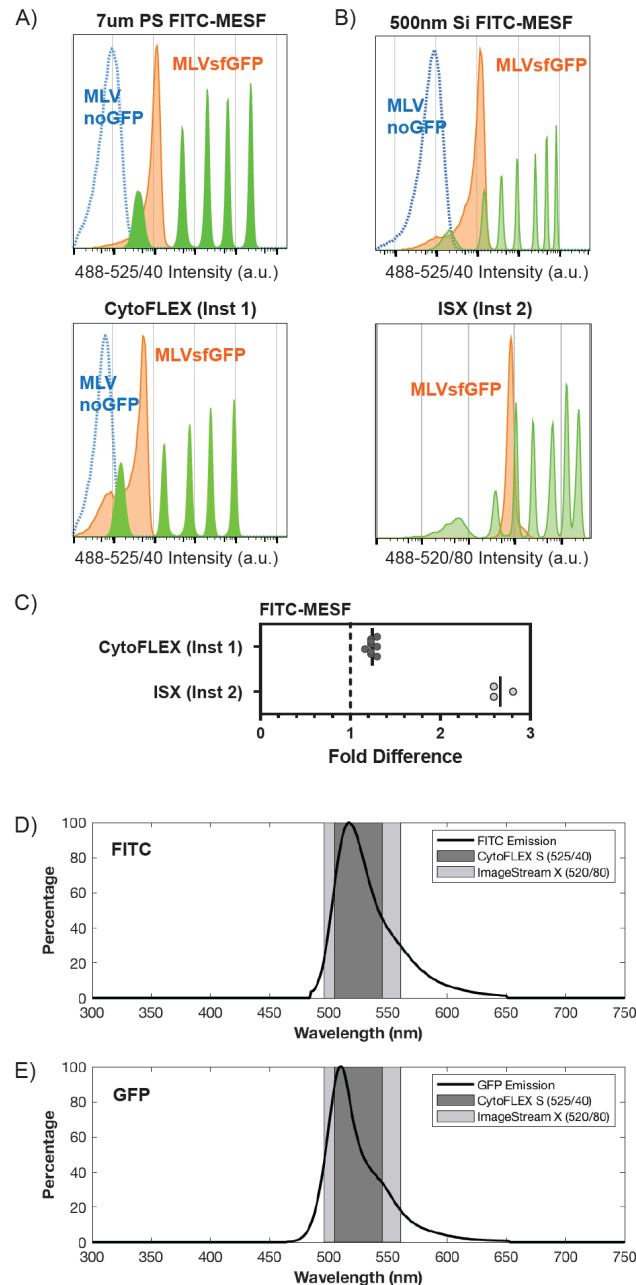 A)
7um PS FITC-MESF
MLV
noGFP
MLVsfGFP
488-525/40 Intensity (a.u.)
B)
500nm Si FITC-MESF
MLV
noGFP
MLVsfGFP
488-525/40 Intensity (a.u.)
CytoFLEX (Inst 1)
MLV
noGFP
MLVsfGFP
488-525/40 Intensity (a.u.)
ISX (Inst 2)
MLVsfGFP
488-520/80 Intensity (a.u.)
C)
FITC-MESF
CytoFLEX (Inst 1)
ISX (Inst 2)
0 1 2 3
Fold Difference
D)
FITC
Percentage
100
80
60
40
20
0
FITC Emission
CytoFLEX S (525/40)
ImageStream X (520/80)
300 350 400 450 500 550 600 650 700 750
Wavelength (nm)
E)
GFP
Percentage
100
80
60
40
20
0
GFP Emission
CytoFLEX S (525/40)
ImageStream X (520/80)
300 350 400 450 500 550 600 650 700 750
Wavelength (nm)